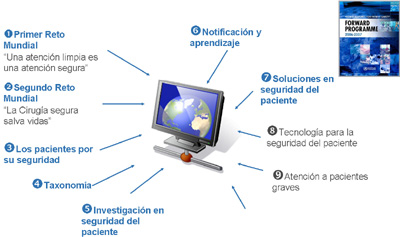 ❶Primer Reto
Mundial
“Una atención limpia es
una atención segura”
❷Segundo Reto
Mundial
“La Cirugía segura
salva vidas”
❸Los pacientes por
su seguridad
❹Taxonomia
❺Investigación en
seguridad del
paciente
❻Notificación y
aprendizaje
❼Soluciones en
seguridad del
paciente
❽Tecnología para la
seguridad del paciente
❾Atención a pacientes
graves
FORWARD
PROGRAMME